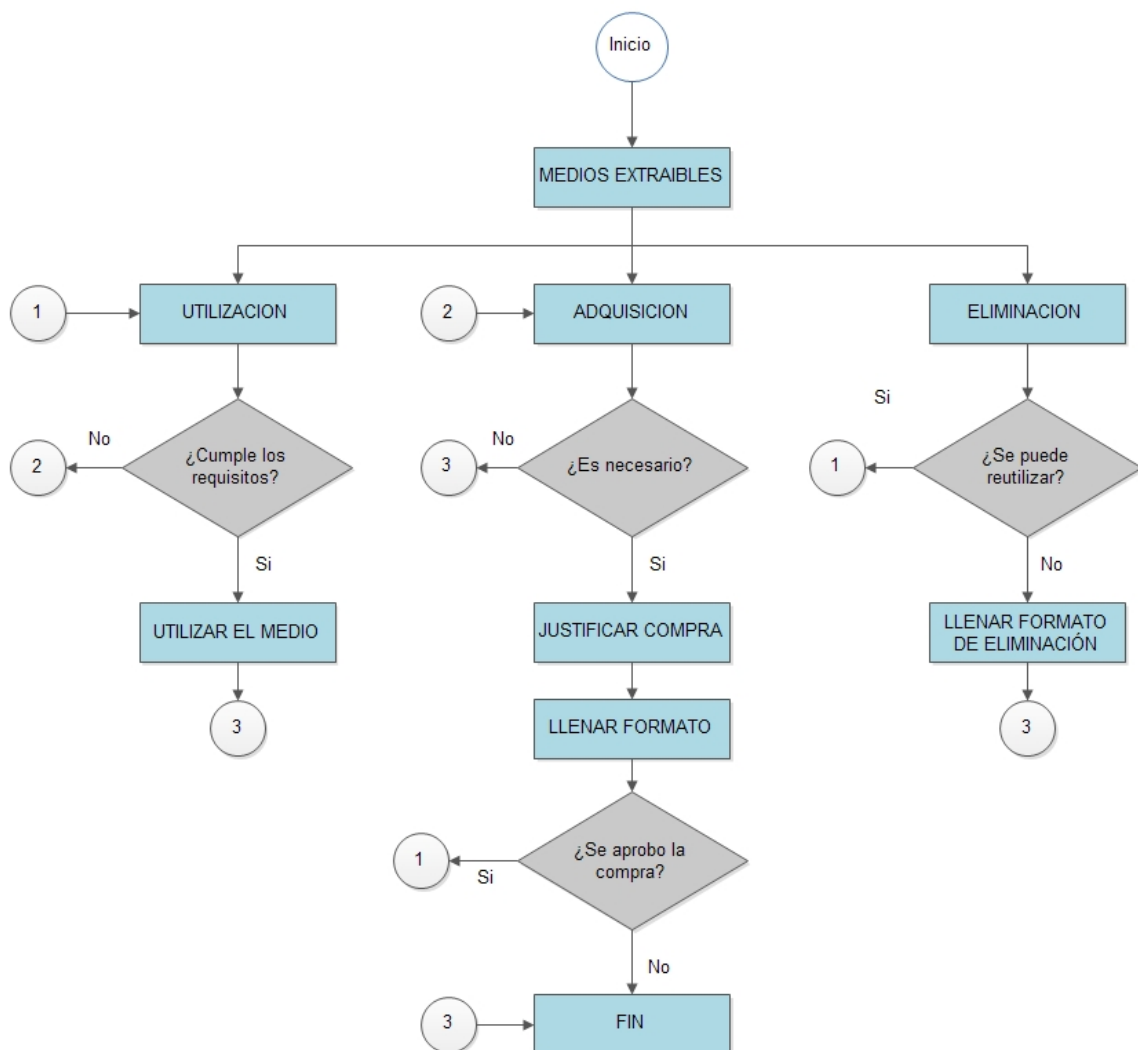 Inicio
MEDIOS EXTRAIBLES
1
UTILIZACION
2
ADQUISICION
ELIMINACION
Si
No
2
¿Cumple los
requisitos?
No
3
¿Es necesario?
1
¿Se puede
reutilizar?
Si
Si
No
UTILIZAR EL MEDIO
JUSTIFICAR COMPRA
LLENAR FORMATO
DE ELIMINACIÓN
3
LLENAR FORMATO
3
1
Si
¿Se aprobo la
compra?
No
3
FIN